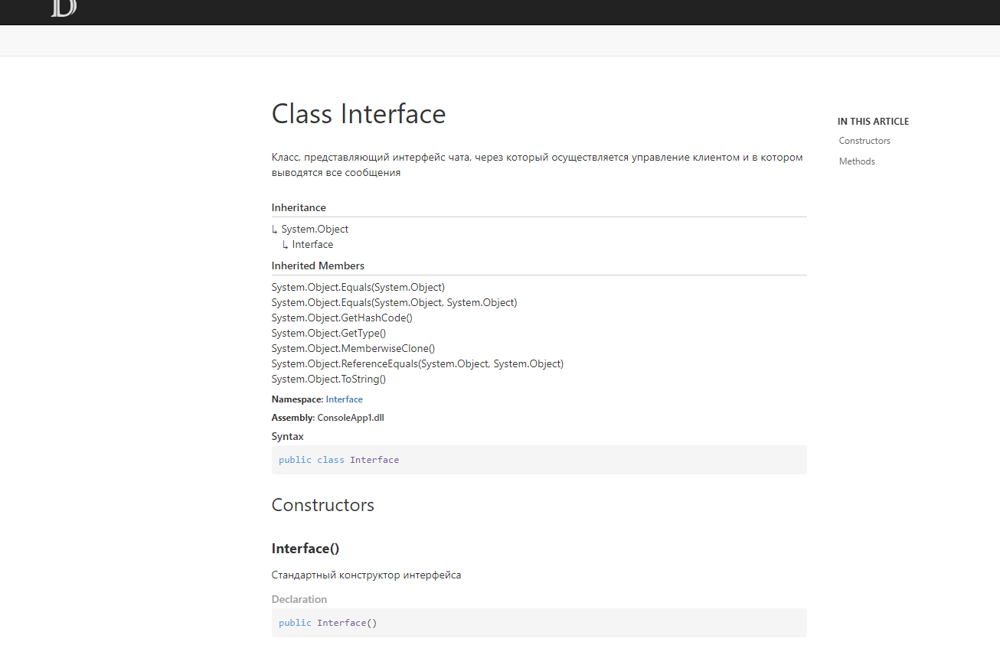 D
Class Interface
IN THIS ARTICLE
Constructors
Methods
Класс, представляющий интерфейс чата, через который осуществляется управление клиентом и в котором
выводятся все сообщения
Inheritance
↳ System.Object
↳ Interface
Inherited Members
System.Object.Equals(System.Object)
System.Object.Equals(System.Object, System.Object)
System.Object.GetHashCode()
System.Object.GetType()
System.Object.MemberwiseClone()
System.Object.ReferenceEquals(System.Object, System.Object)
System.Object.ToString()
Namespace: Interface
Assembly: ConsoleApp1.dll
Syntax
public class Interface
Constructors
Interface()
Стандартный конструктор интерфейса
Declaration
public Interface()